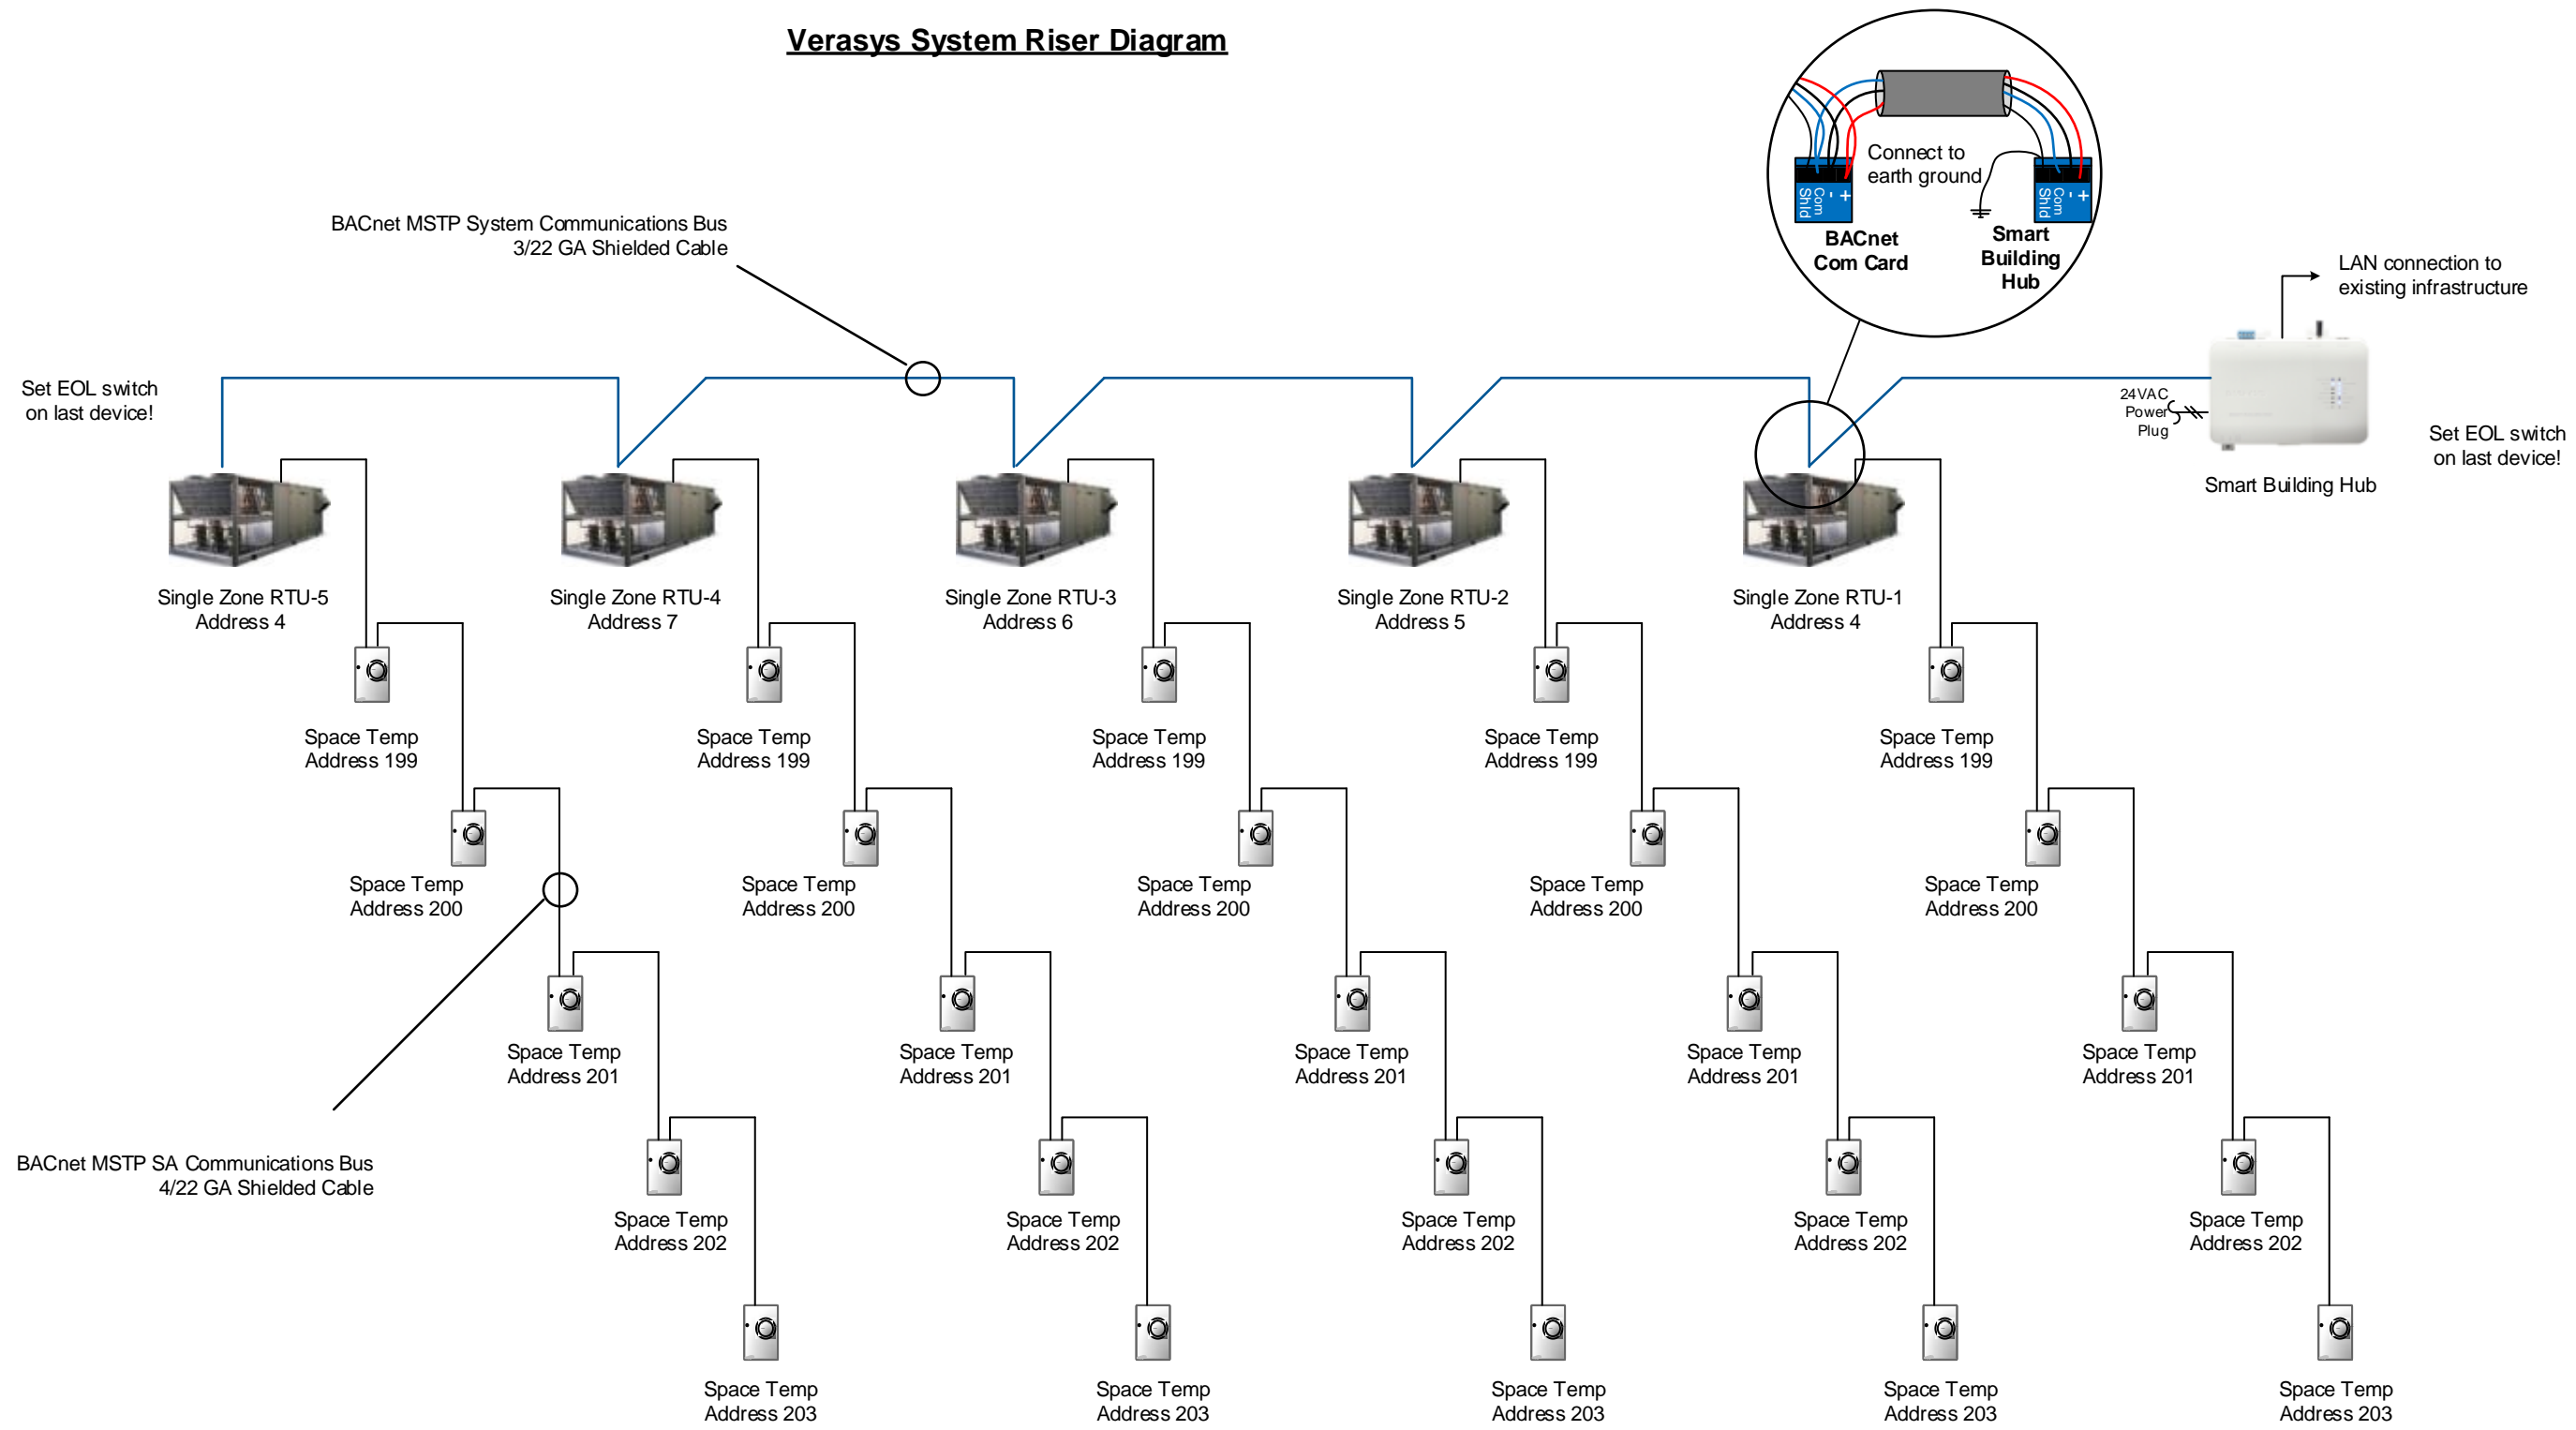 Verasys System Riser Diagram
Connect to
earth ground
Shld
Com
-
+
Shld
Com
-
+
BACnet
Com Card
Smart
Building
Hub
BACnet MSTP System Communications Bus
3/22 GA Shielded Cable
LAN connection to
existing infrastructure
Set EOL switch
on last device!
24VAC
Power
Plug
Set EOL switch
on last device!
Smart Building Hub
Single Zone RTU-5
Address 4
Single Zone RTU-4
Address 7
Single Zone RTU-3
Address 6
Single Zone RTU-2
Address 5
Single Zone RTU-1
Address 4
Space Temp
Address 199
Space Temp
Address 199
Space Temp
Address 199
Space Temp
Address 199
Space Temp
Address 199
Space Temp
Address 200
Space Temp
Address 200
Space Temp
Address 200
Space Temp
Address 200
Space Temp
Address 200
Space Temp
Address 201
Space Temp
Address 201
Space Temp
Address 201
Space Temp
Address 201
Space Temp
Address 201
BACnet MSTP SA Communications Bus
4/22 GA Shielded Cable
Space Temp
Address 202
Space Temp
Address 202
Space Temp
Address 202
Space Temp
Address 202
Space Temp
Address 202
Space Temp
Address 203
Space Temp
Address 203
Space Temp
Address 203
Space Temp
Address 203
Space Temp
Address 203